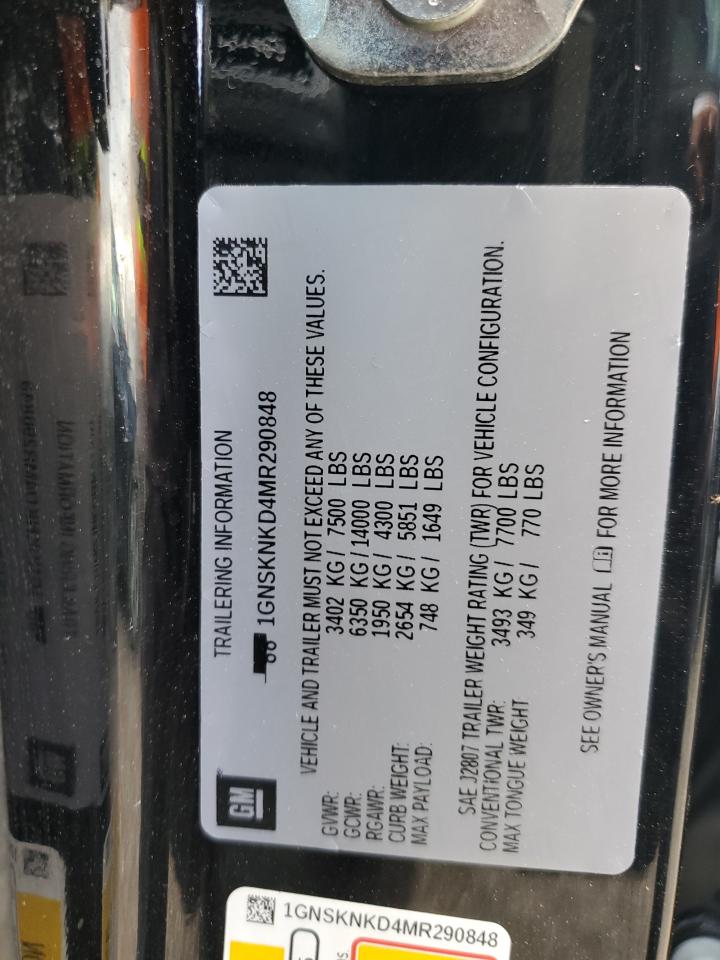 TRAILERING INFORMATION
GM
1GNSKNKD4MR290848
VEHICLE AND TRAILER MUST NOT EXCEED ANY OF THESE VALUES.
GVWR: 3402 KG / 7500 LBS
GCWR: 6350 KG / 14000 LBS
RGAWR: 1950 KG / 4300 LBS
CURB WEIGHT: 2654 KG / 5851 LBS
MAX PAYLOAD: 748 KG / 1649 LBS
SAE J2807 TRAILER WEIGHT RATING (TWR) FOR VEHICLE CONFIGURATION.
CONVENTIONAL TWR: 3493 KG / 7700 LBS
MAX TONGUE WEIGHT: 349 KG / 770 LBS
SEE OWNER'S MANUAL FOR MORE INFORMATION
1GNSKNKD4MR290848